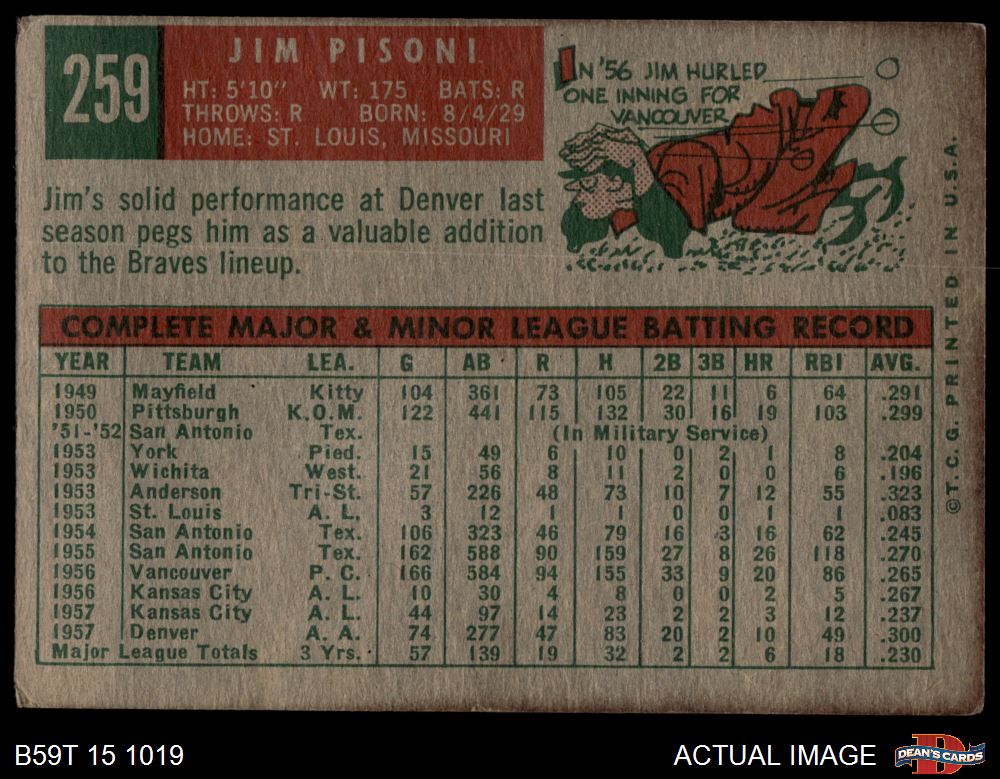 259
JIM PISONI
HT: 5'10" WT: 175 BATS: R
THROWS: R BORN: 8/4/29
HOME: ST. LOUIS, MISSOURI
IN '56 JIM HURLED
ONE INNING FOR
VANCOUVER
Jim's solid performance at Denver last
season pegs him as a valuable addition
to the Braves lineup.
COMPLETE MAJOR & MINOR LEAGUE BATTING RECORD
YEAR TEAM LEA. G AB R H 2B 3B HR RBI AVG.
1949 Mayfield Kitty 104 361 73 105 22 11 6 64 .291
1950 Pittsburgh K.O.M. 122 441 115 132 30 16 19 103 .299
'51-'52 San Antonio Tex. (In Military Service)
1953 York Pied. 15 49 6 10 0 2 1 8 .204
1953 Wichita West. 21 56 8 11 2 0 0 6 .196
1953 Anderson Tri-St. 57 226 48 73 10 7 12 55 .323
1953 St. Louis A. L. 3 12 1 1 0 0 1 1 .083
1954 San Antonio Tex. 106 323 46 79 16 3 16 62 .245
1955 San Antonio Tex. 162 588 90 159 27 8 26 118 .270
1956 Vancouver P. C. 166 584 94 155 33 9 20 86 .265
1956 Kansas City A. L. 10 30 4 8 0 0 2 5 .267
1957 Kansas City A. L. 44 97 14 23 2 2 3 12 .237
1957 Denver A. A. 74 277 47 83 20 2 10 49 .300
Major League Totals 3 Yrs. 57 139 19 32 2 2 6 18 .230
©T.C.G. PRINTED IN U.S.A.
B59T 15 1019
ACTUAL IMAGE
D
DEAN'S CARDS